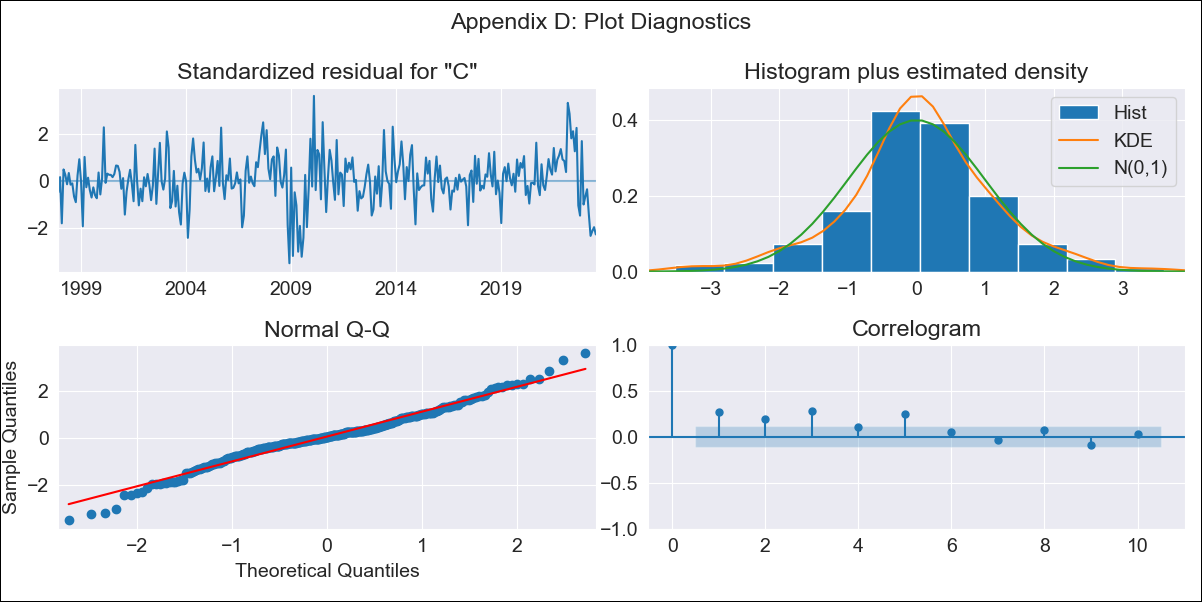 Appendix D: Plot Diagnostics
Standardized residual for "C"
2
0
−2
1999 2004 2009 2014 2019
Histogram plus estimated density
0.4
0.2
0.0
−3 −2 −1 0 1 2 3
Hist
KDE
N(0,1)
Normal Q-Q
Sample Quantiles
2
0
−2
−2 −1 0 1 2
Theoretical Quantiles
Correlogram
1.0
0.5
0.0
−0.5
−1.0
0 2 4 6 8 10